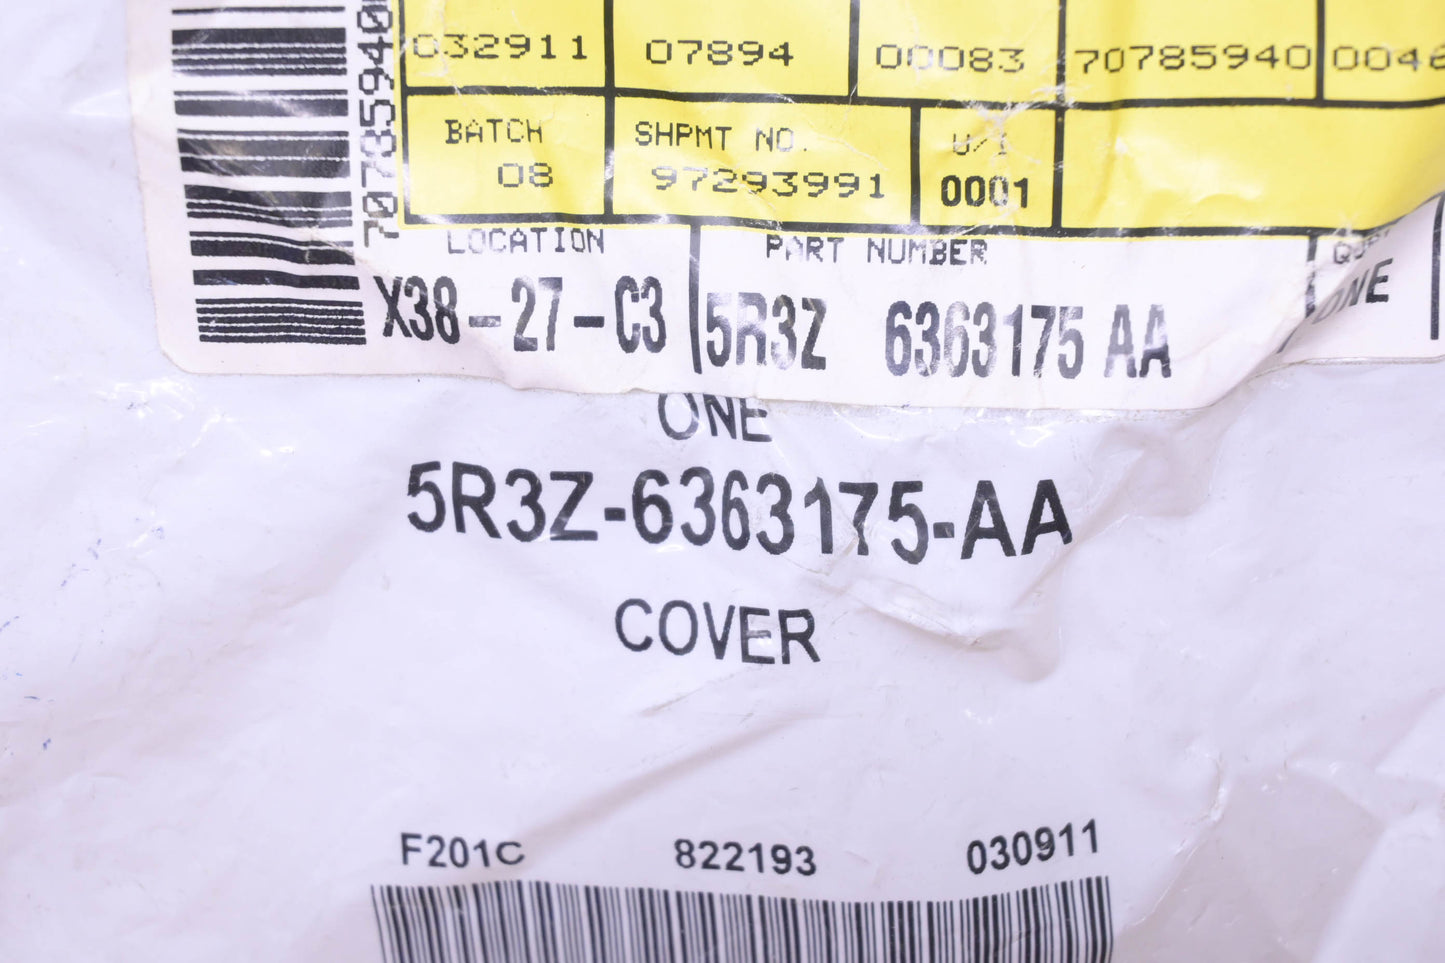 70785940
032911 07894 00083 70785940 0046
BATCH SHPMT NO. U/I
08 97293991 0001
LOCATION PART NUMBER
X38-27-C3 5R3Z 6363175 AA ONE
ONE
5R3Z-6363175-AA
COVER
F201C 822193 030911